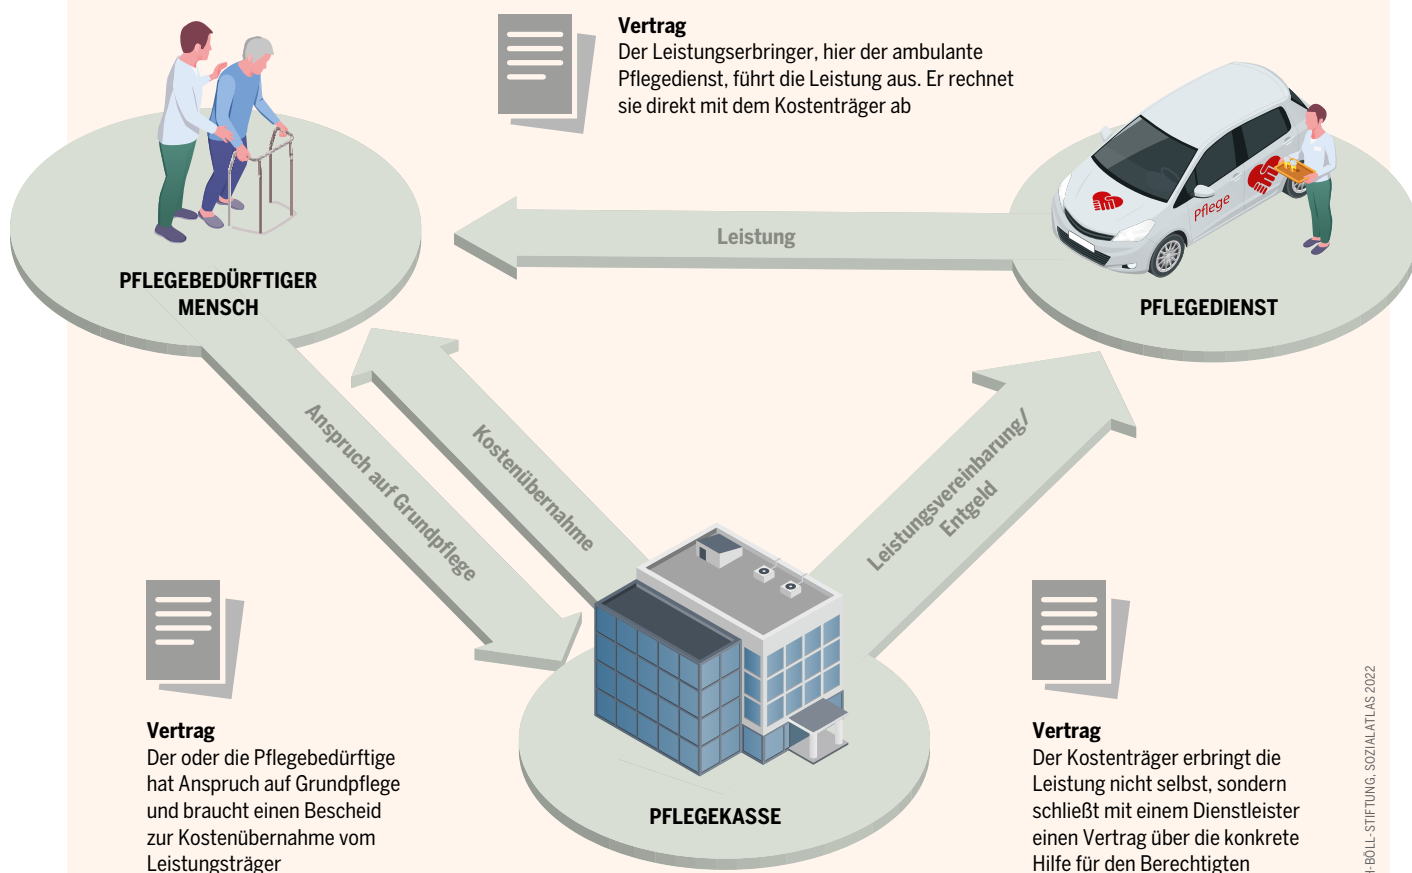 Vertrag
Der Leistungserbringer, hier der ambulante
Pflegedienst, führt die Leistung aus. Er rechnet
sie direkt mit dem Kostenträger ab
Pflege
Leistung
PFLEGEBEDÜRFTIGER
MENSCH
PFLEGEDIENST
Anspruch auf Grundpflege
Kostenübernahme
Leistungsvereinbarung/
Entgeld
Vertrag
Der oder die Pflegebedürftige
hat Anspruch auf Grundpflege
und braucht einen Bescheid
zur Kostenübernahme vom
Leistungsträger
PFLEGEKASSE
Vertrag
Der Kostenträger erbringt die
Leistung nicht selbst, sondern
schließt mit einem Dienstleister
einen Vertrag über die konkrete
Hilfe für den Berechtigten
H-BÖLL-STIFTUNG, SOZIALATLAS 2022